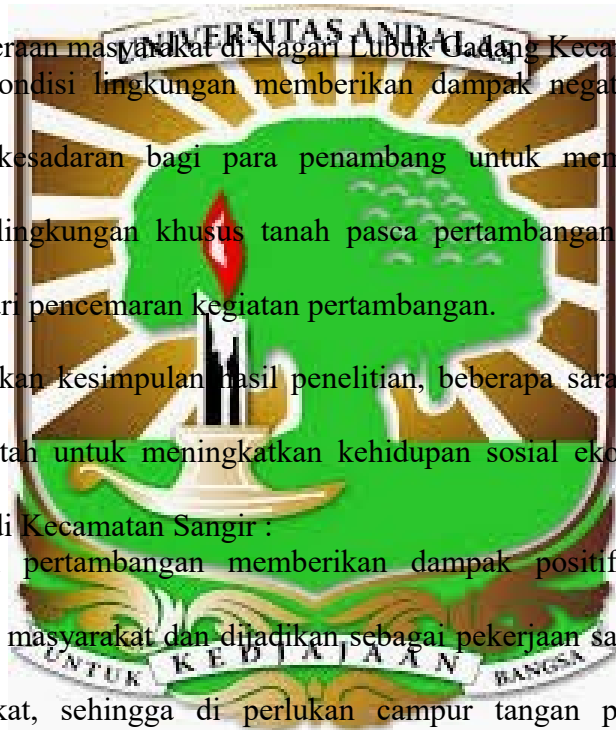 UNIVERSITAS ANDALAS
eraan masyarakat di Nagari Lubuk Gadang Keca
ondisi lingkungan memberikan dampak negat
kesadaran bagi para penambang untuk mem
lingkungan khusus tanah pasca pertambangan
ri pencemaran kegiatan pertambangan.
kan kesimpulan hasil penelitian, beberapa sara
tah untuk meningkatkan kehidupan sosial eko
di Kecamatan Sangir :
pertambangan memberikan dampak positif
masyarakat dan dijadikan sebagai pekerjaan sa
UNTUK KEDJAJAAN BANGSA
kat, sehingga di perlukan campur tangan p